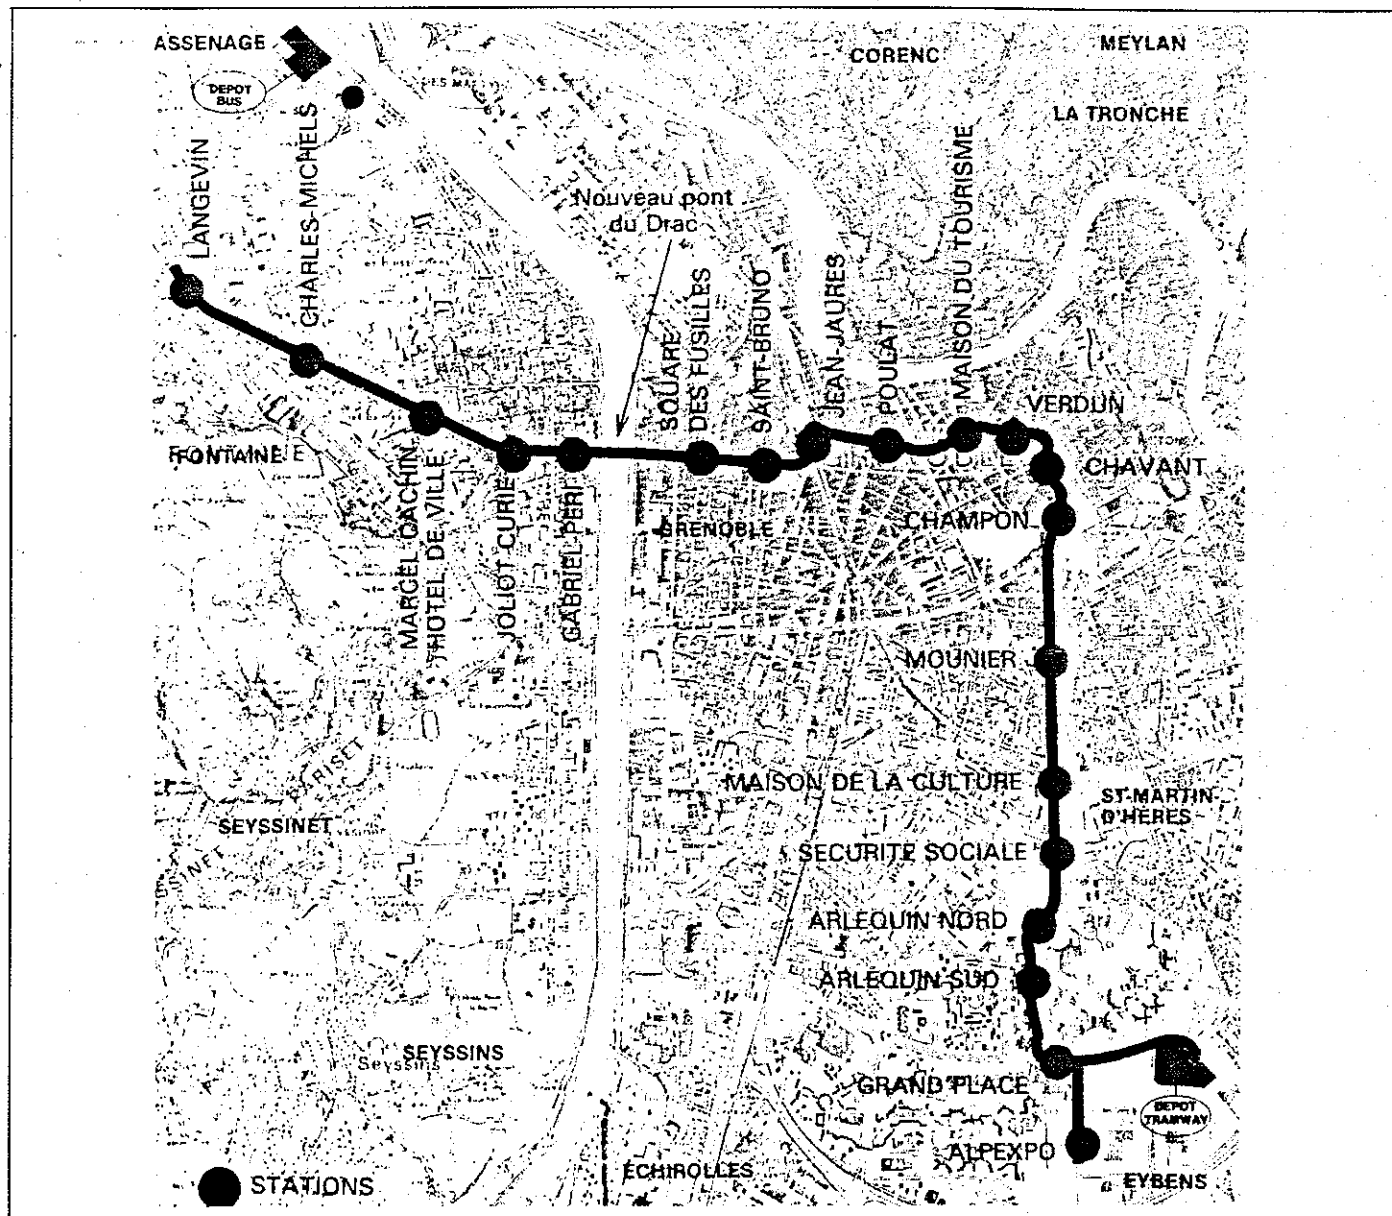 ASSENAGE
DEPOT
BUS
CORENC
MEYLAN
LA TRONCHE
LANGEVIN
CHARLES-MICHELS
Nouveau pont
du Drac
SQUARE
DES FUSILLES
SAINT-BRUNO
JEAN-JAURES
POULAT
MAISON DU TOURISME
VERDUN
CHAVANT
FONTAINE
MARCEL CACHIN
HOTEL DE VILLE
JOLIOT CURIE
GABRIEL PERI
GRENOBLE
CHAMPON
MOUNIER
PARISET
MAISON DE LA CULTURE
ST-MARTIN
D'HERES
SEYSSINET
SECURITE SOCIALE
ARLEQUIN NORD
ARLEQUIN SUD
SEYSSINS
Seyssins
GRAND'PLACE
DEPOT
TRAMWAY
ALPEXPO
ECHIROLLES
EYBENS
STATIONS